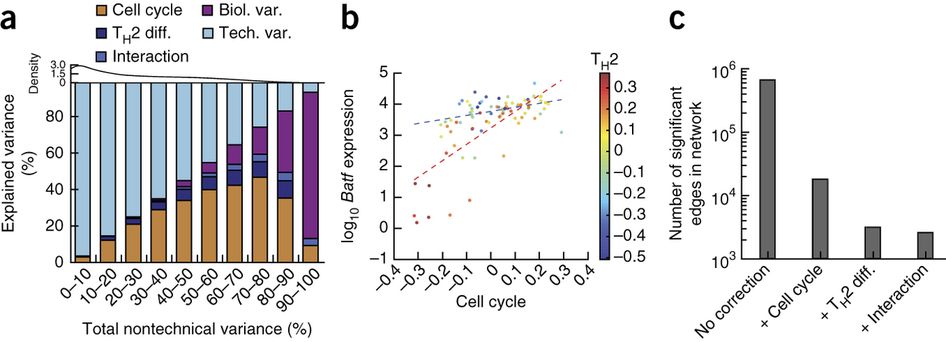 a
Cell cycle
Biol. var.
TH2 diff.
Tech. var.
Interaction
Density
3.0
1.5
0
Explained variance
(%)
80
60
40
20
0
0–10
10–20
20–30
30–40
40–50
50–60
60–70
70–80
80–90
90–100
Total nontechnical variance (%)
b
TH2
log10 Batf expression
5
4
3
2
1
0
−1
−0.4
−0.3
−0.2
−0.1
0
0.1
0.2
0.3
0.4
Cell cycle
0.3
0.2
0.1
0
−0.1
−0.2
−0.3
−0.4
−0.5
c
Number of significant
edges in network
10^6
10^5
10^4
10^3
No correction
+ Cell cycle
+ TH2 diff.
+ Interaction